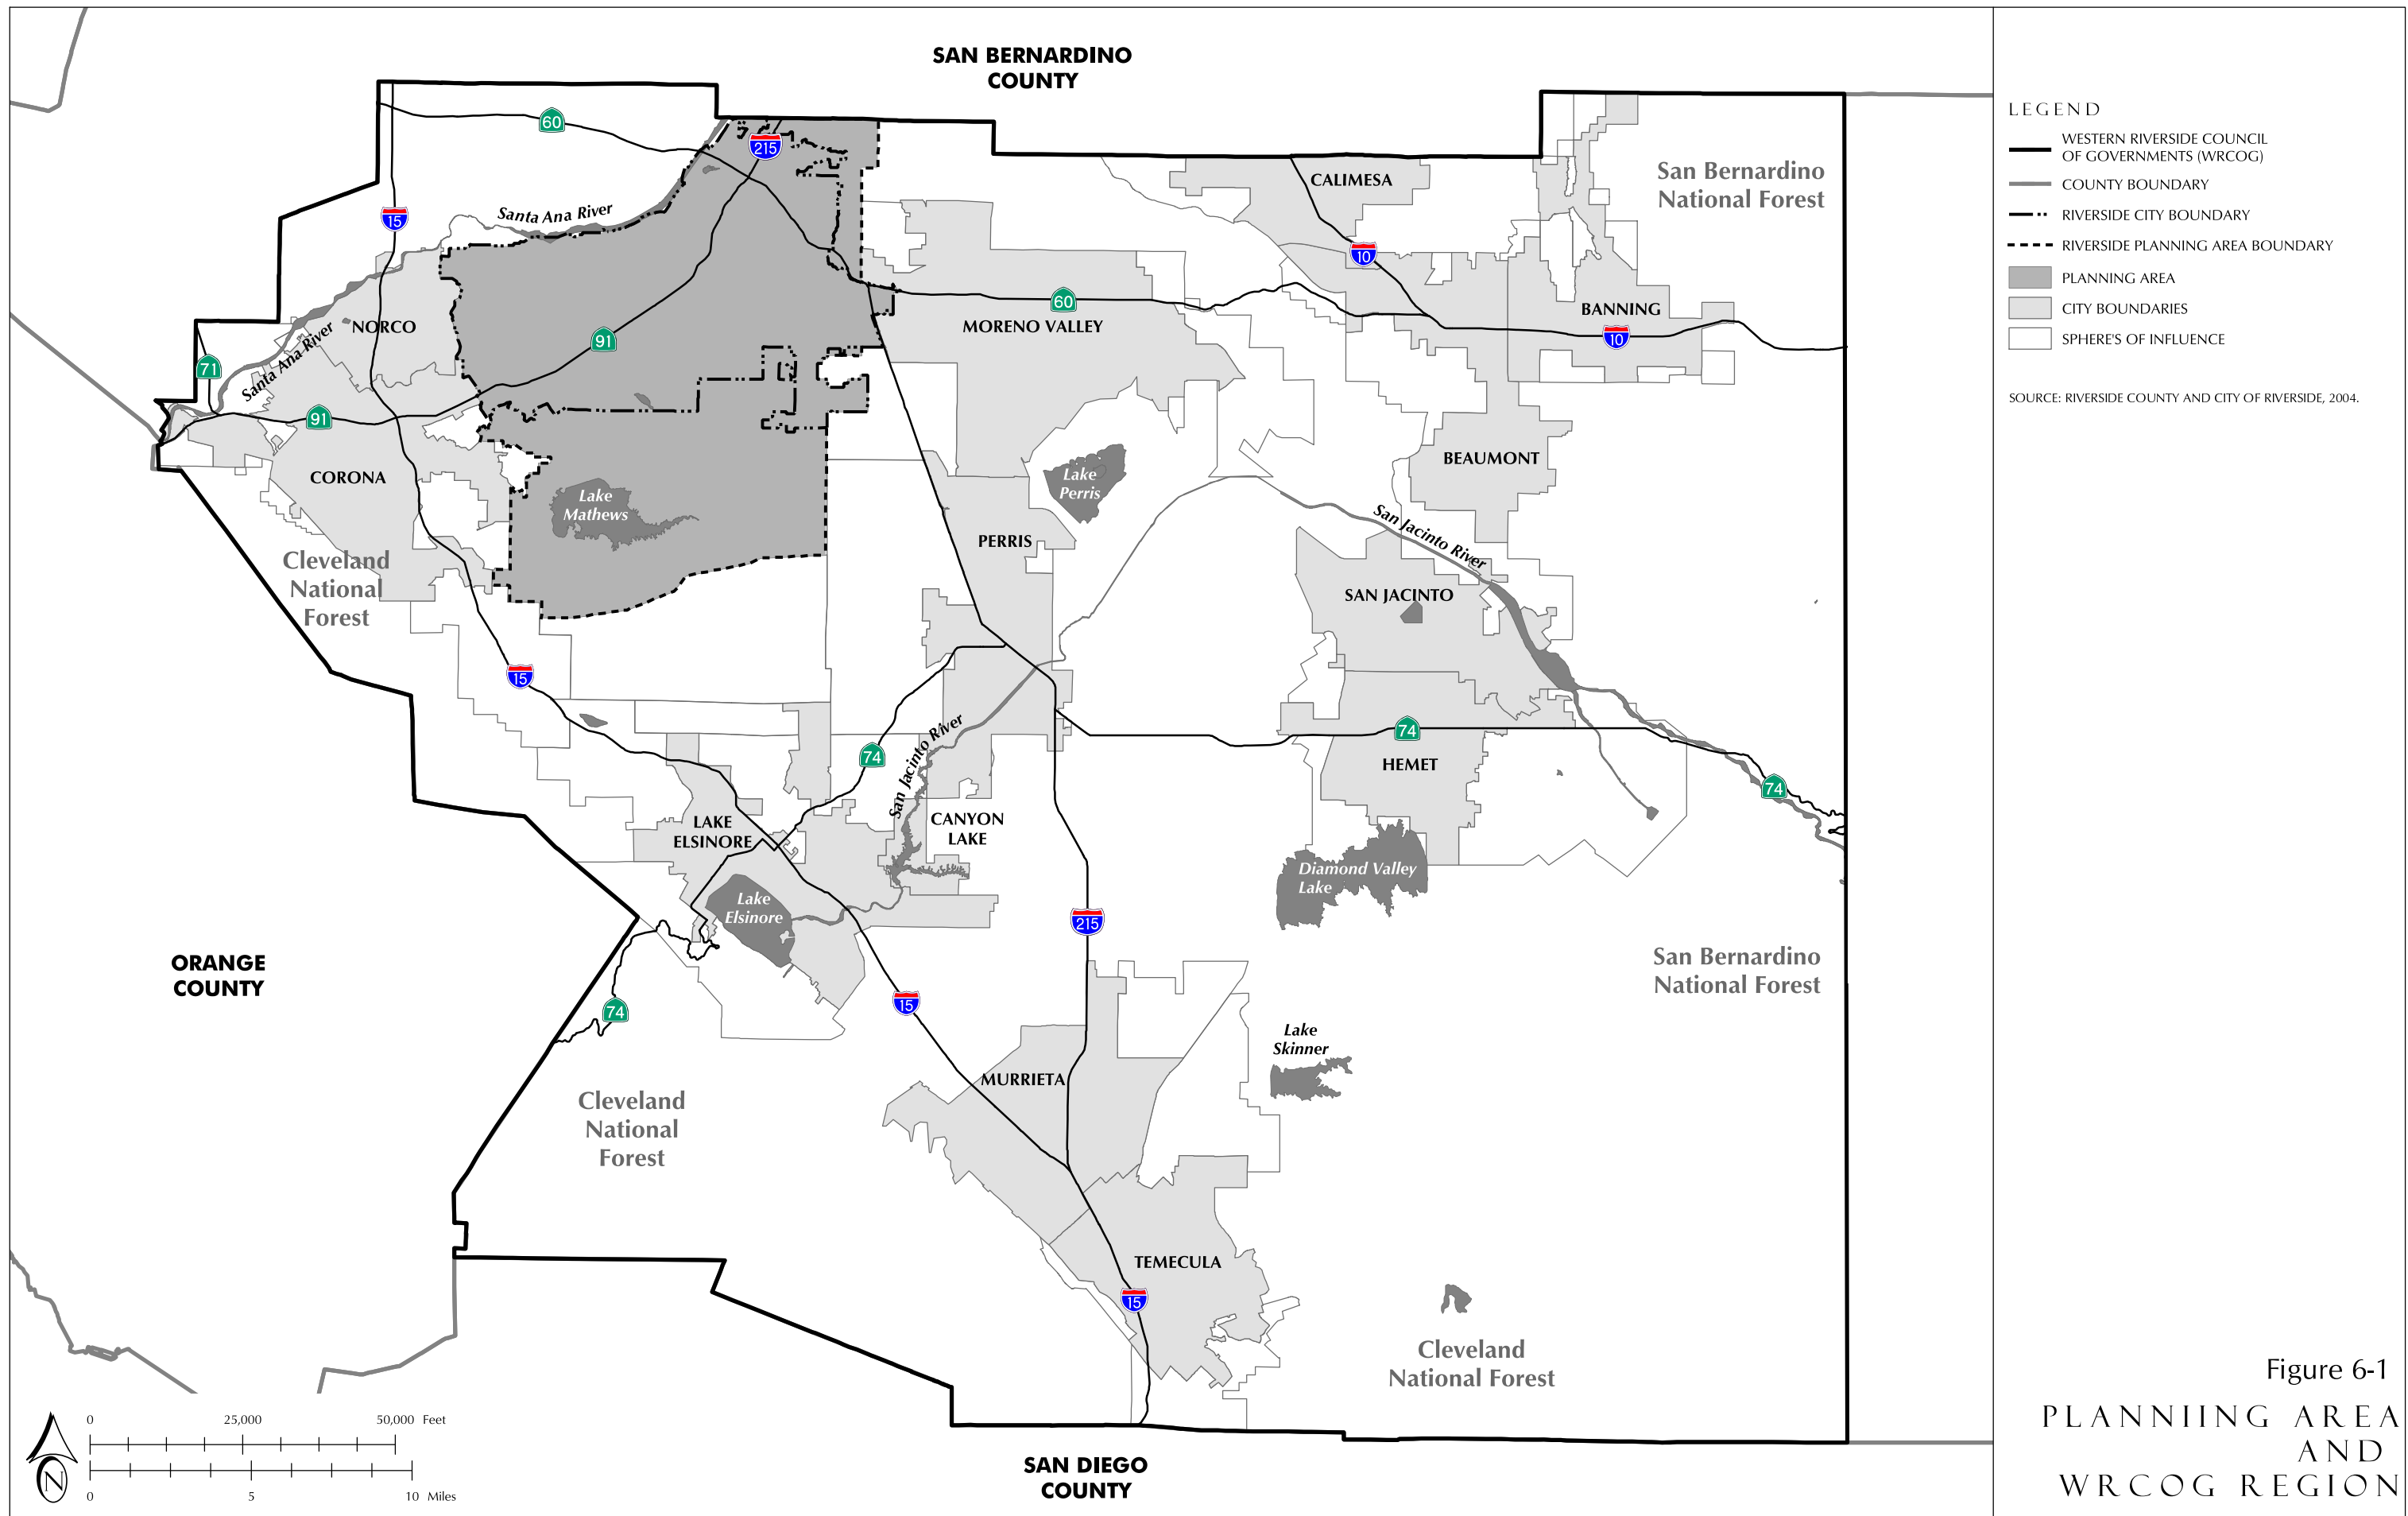 SAN BERNARDINO
COUNTY
60
215
15
Santa Ana River
CALIMESA
San Bernardino
National Forest
10
NORCO
Santa Ana River
71
91
91
60
MORENO VALLEY
BANNING
10
CORONA
BEAUMONT
Lake
Mathews
Lake
Perris
San Jacinto River
PERRIS
Cleveland
National
Forest
SAN JACINTO
15
74
San Jacinto River
74
HEMET
74
LAKE
ELSINORE
CANYON
LAKE
Diamond Valley
Lake
Lake
Elsinore
215
ORANGE
COUNTY
San Bernardino
National Forest
15
74
Lake
Skinner
MURRIETA
Cleveland
National
Forest
TEMECULA
15
Cleveland
National Forest
SAN DIEGO
COUNTY
0 25,000 50,000 Feet
N
0 5 10 Miles
LEGEND
WESTERN RIVERSIDE COUNCIL
OF GOVERNMENTS (WRCOG)
COUNTY BOUNDARY
RIVERSIDE CITY BOUNDARY
RIVERSIDE PLANNING AREA BOUNDARY
PLANNING AREA
CITY BOUNDARIES
SPHERE'S OF INFLUENCE
SOURCE: RIVERSIDE COUNTY AND CITY OF RIVERSIDE, 2004.
Figure 6-1
PLANNIING AREA
AND
WRCOG REGION